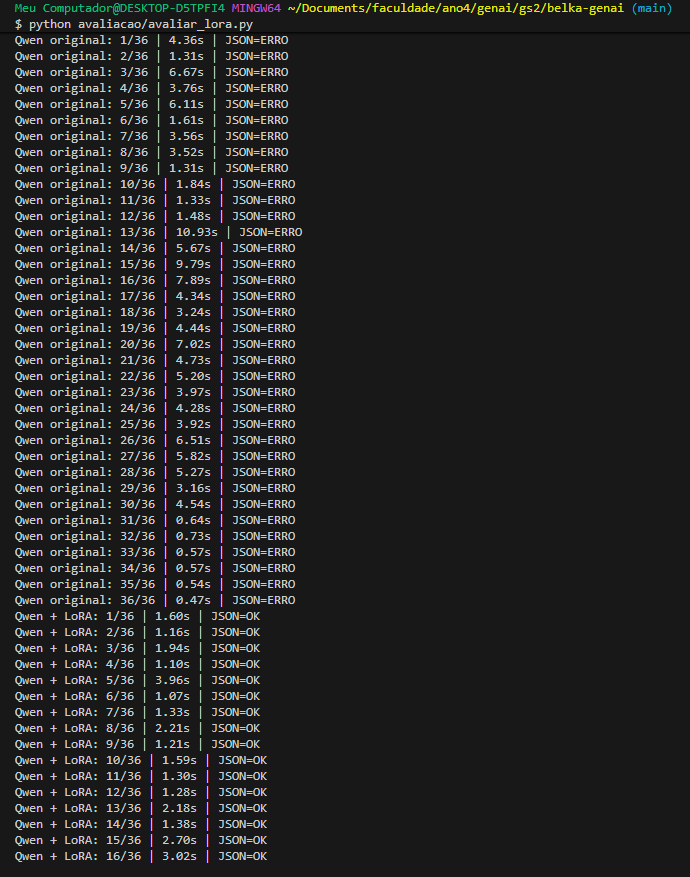 Meu Computador@DESKTOP-D5TPFI4 MINGW64 ~/Documents/faculdade/ano4/genai/gs2/belka-genai (main)
$ python avaliacao/avaliar_lora.py
Qwen original: 1/36 | 4.36s | JSON=ERRO
Qwen original: 2/36 | 1.31s | JSON=ERRO
Qwen original: 3/36 | 6.67s | JSON=ERRO
Qwen original: 4/36 | 3.76s | JSON=ERRO
Qwen original: 5/36 | 6.11s | JSON=ERRO
Qwen original: 6/36 | 1.61s | JSON=ERRO
Qwen original: 7/36 | 3.56s | JSON=ERRO
Qwen original: 8/36 | 3.52s | JSON=ERRO
Qwen original: 9/36 | 1.31s | JSON=ERRO
Qwen original: 10/36 | 1.84s | JSON=ERRO
Qwen original: 11/36 | 1.33s | JSON=ERRO
Qwen original: 12/36 | 1.48s | JSON=ERRO
Qwen original: 13/36 | 10.93s | JSON=ERRO
Qwen original: 14/36 | 5.67s | JSON=ERRO
Qwen original: 15/36 | 9.79s | JSON=ERRO
Qwen original: 16/36 | 7.89s | JSON=ERRO
Qwen original: 17/36 | 4.34s | JSON=ERRO
Qwen original: 18/36 | 3.24s | JSON=ERRO
Qwen original: 19/36 | 4.44s | JSON=ERRO
Qwen original: 20/36 | 7.02s | JSON=ERRO
Qwen original: 21/36 | 4.73s | JSON=ERRO
Qwen original: 22/36 | 5.20s | JSON=ERRO
Qwen original: 23/36 | 3.97s | JSON=ERRO
Qwen original: 24/36 | 4.28s | JSON=ERRO
Qwen original: 25/36 | 3.92s | JSON=ERRO
Qwen original: 26/36 | 6.51s | JSON=ERRO
Qwen original: 27/36 | 5.82s | JSON=ERRO
Qwen original: 28/36 | 5.27s | JSON=ERRO
Qwen original: 29/36 | 3.16s | JSON=ERRO
Qwen original: 30/36 | 4.54s | JSON=ERRO
Qwen original: 31/36 | 0.64s | JSON=ERRO
Qwen original: 32/36 | 0.73s | JSON=ERRO
Qwen original: 33/36 | 0.57s | JSON=ERRO
Qwen original: 34/36 | 0.57s | JSON=ERRO
Qwen original: 35/36 | 0.54s | JSON=ERRO
Qwen original: 36/36 | 0.47s | JSON=ERRO
Qwen + LoRA: 1/36 | 1.60s | JSON=OK
Qwen + LoRA: 2/36 | 1.16s | JSON=OK
Qwen + LoRA: 3/36 | 1.94s | JSON=OK
Qwen + LoRA: 4/36 | 1.10s | JSON=OK
Qwen + LoRA: 5/36 | 3.96s | JSON=OK
Qwen + LoRA: 6/36 | 1.07s | JSON=OK
Qwen + LoRA: 7/36 | 1.33s | JSON=OK
Qwen + LoRA: 8/36 | 2.21s | JSON=OK
Qwen + LoRA: 9/36 | 1.21s | JSON=OK
Qwen + LoRA: 10/36 | 1.59s | JSON=OK
Qwen + LoRA: 11/36 | 1.30s | JSON=OK
Qwen + LoRA: 12/36 | 1.28s | JSON=OK
Qwen + LoRA: 13/36 | 2.18s | JSON=OK
Qwen + LoRA: 14/36 | 1.38s | JSON=OK
Qwen + LoRA: 15/36 | 2.70s | JSON=OK
Qwen + LoRA: 16/36 | 3.02s | JSON=OK